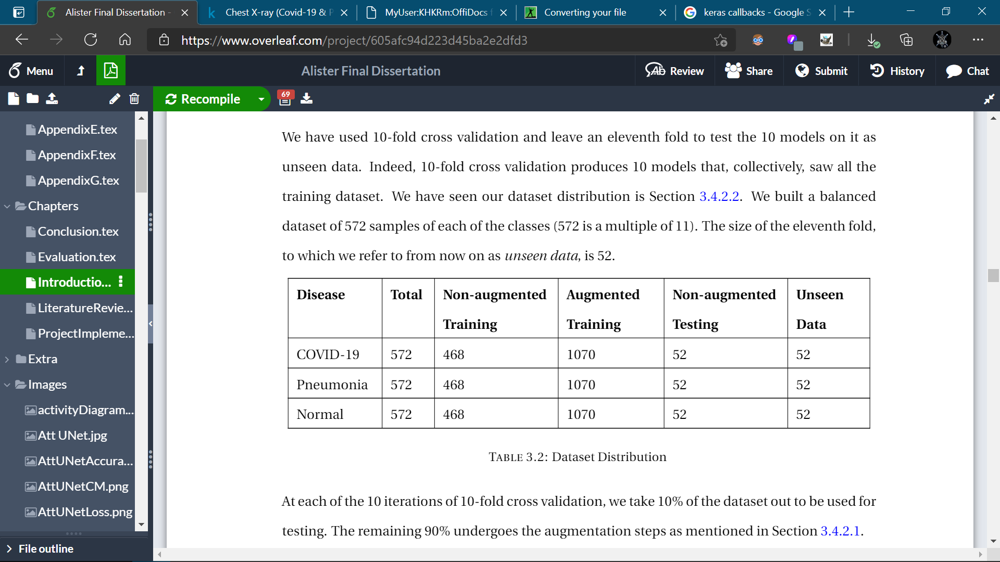 Alister Final Dissertation -
Chest X-ray (Covid-19 & P
MyUser:KHKRm:OffiDocs f
Converting your file
keras callbacks - Google S
https://www.overleaf.com/project/605afc94d223d45ba2e2dfd3
Menu
Alister Final Dissertation
Review
Share
Submit
History
Chat
Recompile
69
AppendixE.tex
AppendixF.tex
AppendixG.tex
Chapters
Conclusion.tex
Evaluation.tex
Introductio...
LiteratureRevie...
ProjectImpleme...
Extra
Images
activityDiagram...
Att UNet.jpg
AttUNetAccura...
AttUNetCM.png
AttUNetLoss.png
File outline
We have used 10-fold cross validation and leave an eleventh fold to test the 10 models on it as
unseen data. Indeed, 10-fold cross validation produces 10 models that, collectively, saw all the
training dataset. We have seen our dataset distribution is Section 3.4.2.2. We built a balanced
dataset of 572 samples of each of the classes (572 is a multiple of 11). The size of the eleventh fold,
to which we refer to from now on as unseen data, is 52.
Disease Total Non-augmented Training Augmented Training Non-augmented Testing Unseen Data
COVID-19 572 468 1070 52 52
Pneumonia 572 468 1070 52 52
Normal 572 468 1070 52 52
TABLE 3.2: Dataset Distribution
At each of the 10 iterations of 10-fold cross validation, we take 10% of the dataset out to be used for
testing. The remaining 90% undergoes the augmentation steps as mentioned in Section 3.4.2.1.